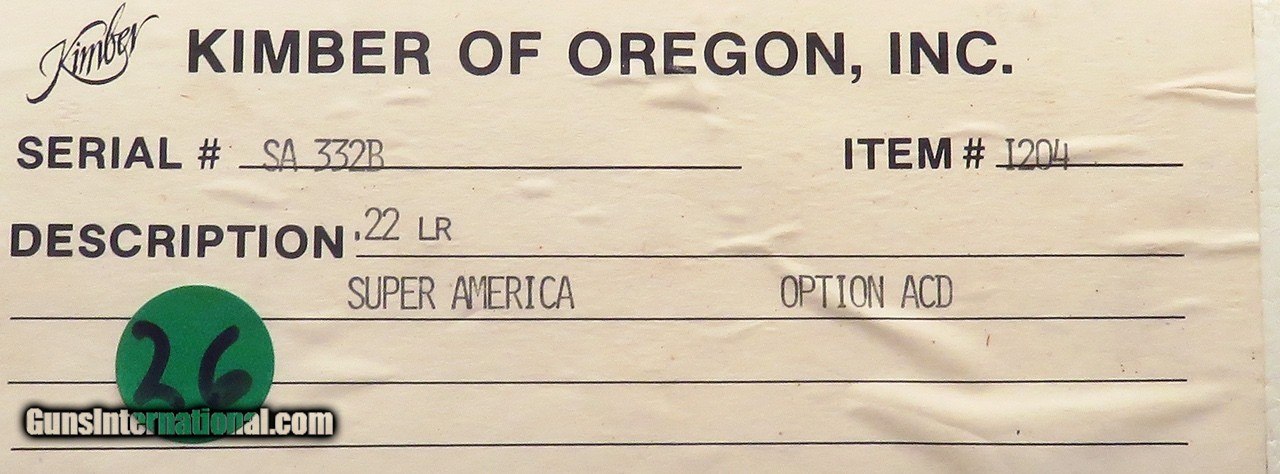 Kimber KIMBER OF OREGON, INC.
SERIAL # SA 332B ITEM # I204
DESCRIPTION .22 LR
SUPER AMERICA OPTION ACD
26
GunsInternational.com